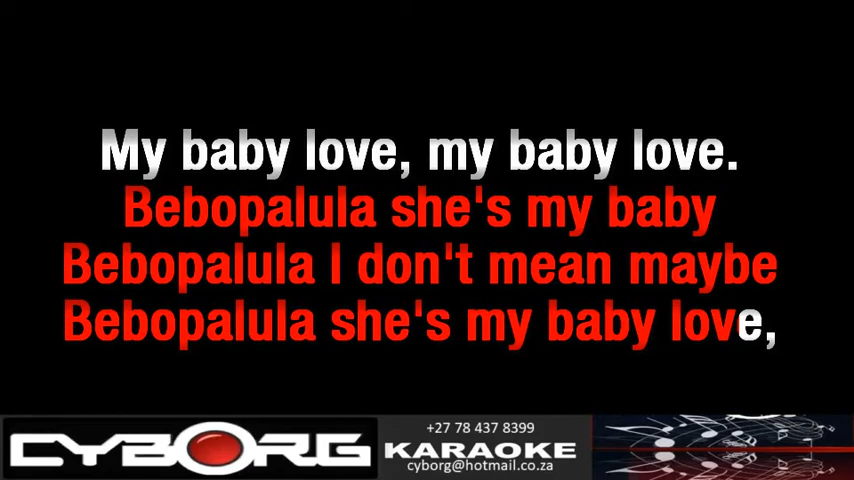 My baby love, my baby love.
Bebopalula she's my baby
Bebopalula I don't mean maybe
Bebopalula she's my baby love,
CYBORG
+27 78 437 8399
KARAOKE
cyborg@hotmail.co.za